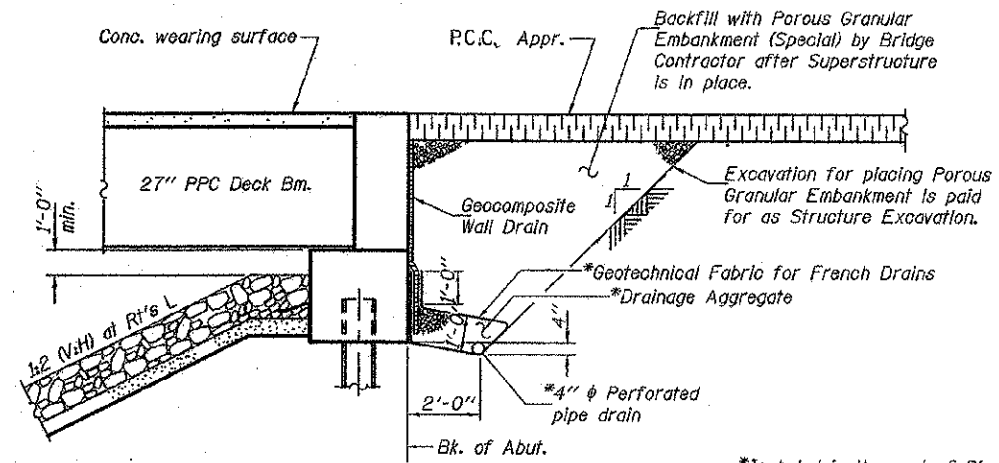 Conc. wearing surface
P.C.C. Appr.
Backfill with Porous Granular
Embankment (Special) by Bridge
Contractor after Superstructure
is in place.
27" PPC Deck Bm.
1'-0"
min.
Geocomposite
Wall Drain
1
1
Excavation for placing Porous
Granular Embankment is paid
for as Structure Excavation.
*Geotechnical Fabric for French Drains
*Drainage Aggregate
1'-0"
1'-0"
4"
1:2 (V:H) at Rt's L
2'-0"
*4" ϕ Perforated
pipe drain
Bk. of Abut.